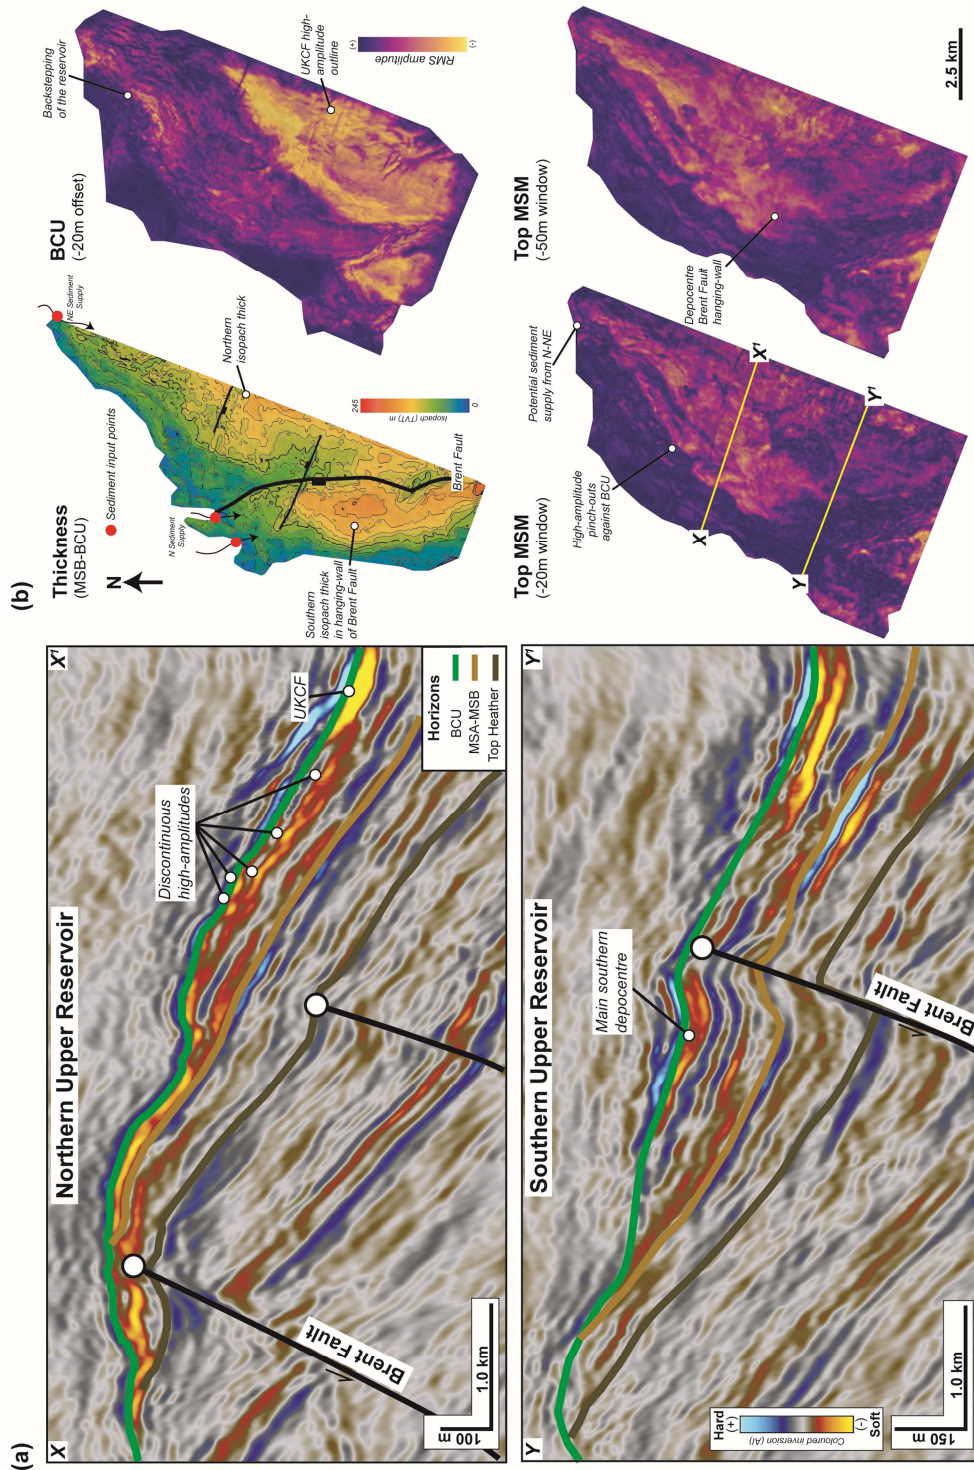 (a)
X
X¹
Northern Upper Reservoir
Discontinuous
high-amplitudes
UKCF
Horizons
BCU
MSA-MSB
Top Heather
Brent Fault
100 m
1.0 km
Y
Y¹
Southern Upper Reservoir
Main southern
depocentre
Brent Fault
Hard
(+)
Coloured inversion (AI)
(-)
Soft
150 m
1.0 km
(b)
Thickness
(MSB-BCU)
N
Sediment input points
N Sediment
Supply
NE Sediment
Supply
Southern
isopach thick
in hanging-wall
of Brent Fault
Northern
isopach thick
Brent Fault
245
Isopach (TVT) m
0
BCU
(-20m offset)
Backstepping
of the reservoir
UKCF high-
amplitude
outline
(+)
RMS amplitude
(-)
Top MSM
(-20m window)
High-amplitude
pinch-outs
against BCU
Potential sediment
supply from N-NE
X
X¹
Y
Y¹
Top MSM
(-50m window)
Depocentre
Brent Fault
hanging-wall
2.5 km